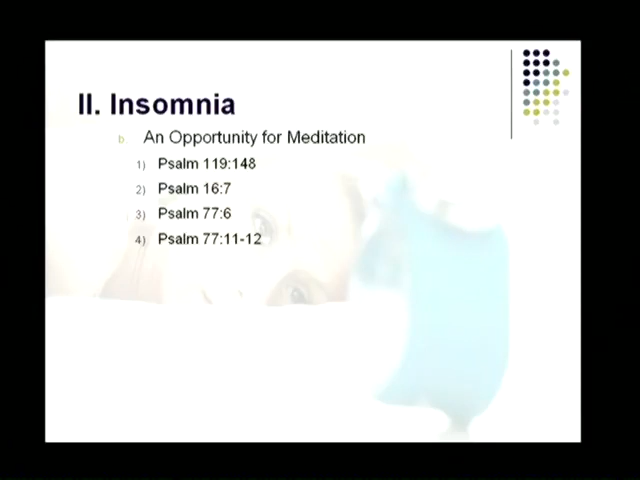 II. Insomnia
b. An Opportunity for Meditation
1) Psalm 119:148
2) Psalm 16:7
3) Psalm 77:6
4) Psalm 77:11-12